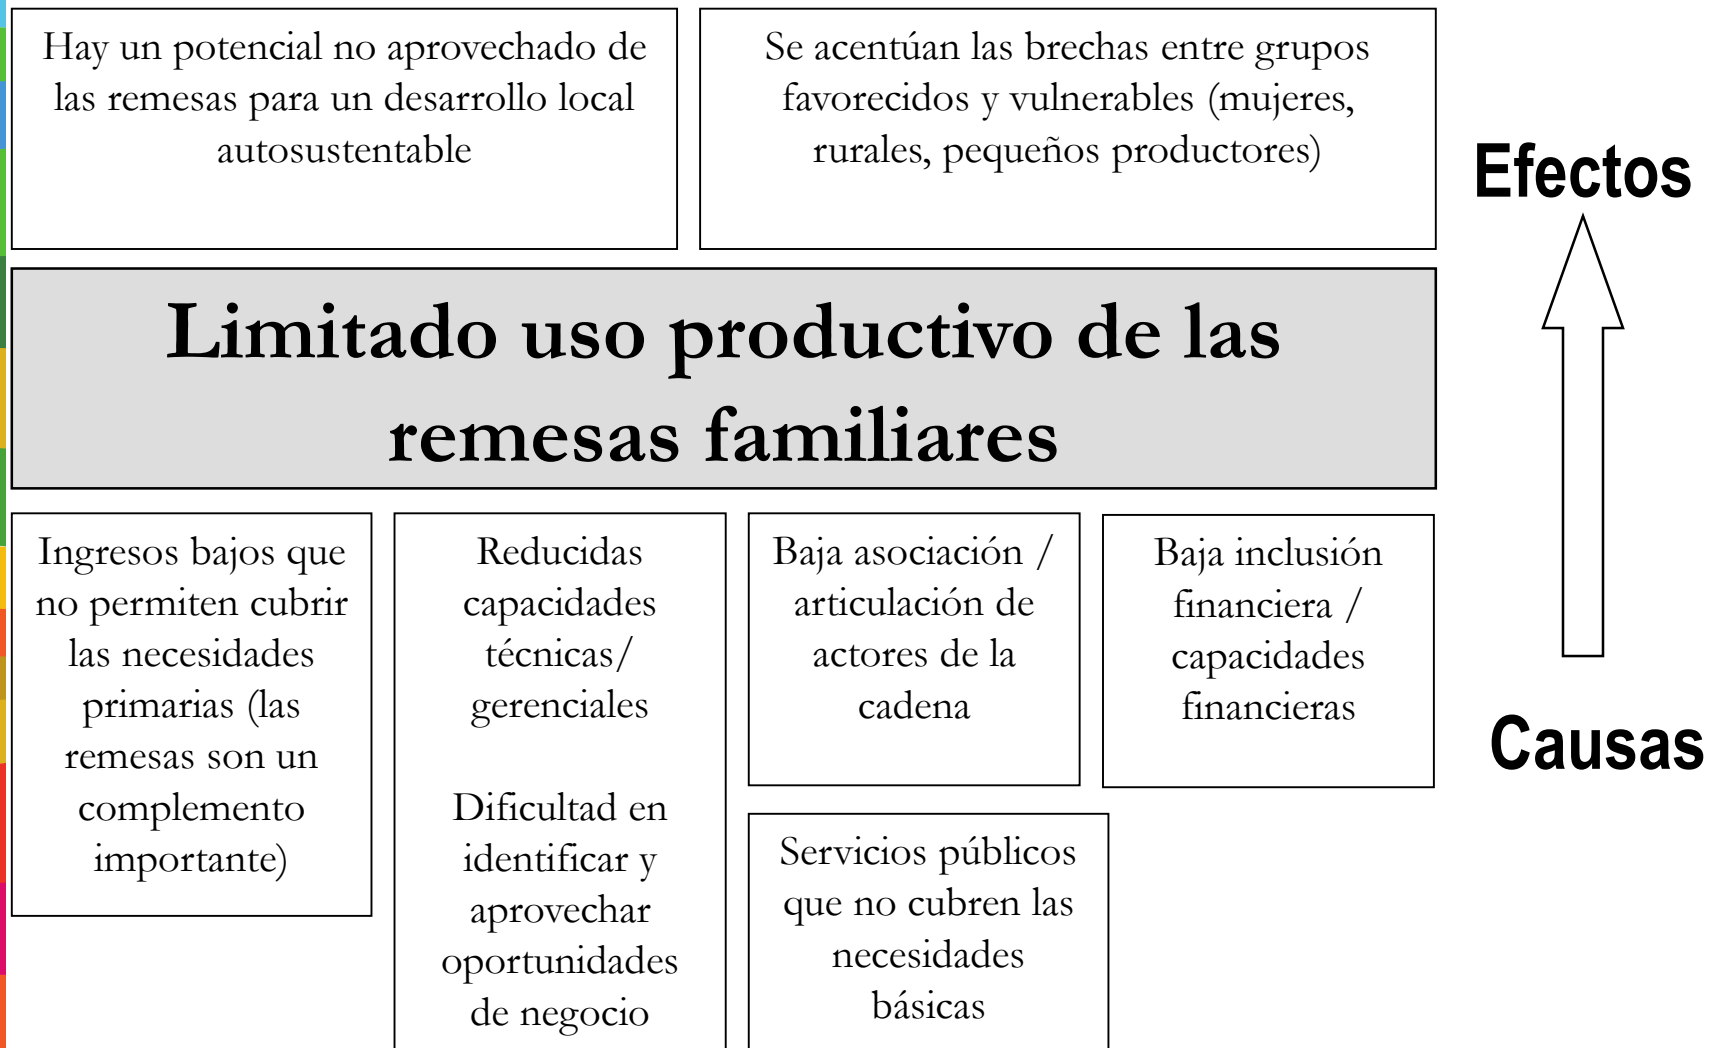 Hay un potencial no aprovechado de
las remesas para un desarrollo local
autosustentable
Se acentúan las brechas entre grupos
favorecidos y vulnerables (mujeres,
rurales, pequeños productores)
Efectos
Limitado uso productivo de las
remesas familiares
Ingresos bajos que
no permiten cubrir
las necesidades
primarias (las
remesas son un
complemento
importante)
Reducidas
capacidades
técnicas/
gerenciales
Dificultad en
identificar y
aprovechar
oportunidades
de negocio
Baja asociación /
articulación de
actores de la
cadena
Servicios públicos
que no cubren las
necesidades
básicas
Baja inclusión
financiera /
capacidades
financieras
Causas